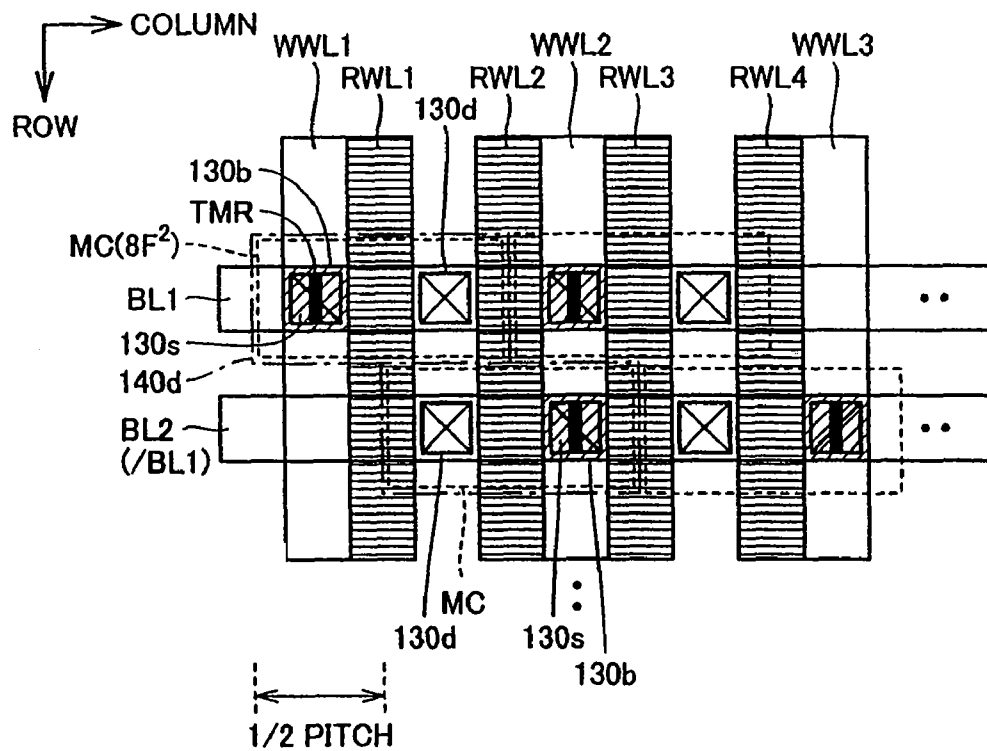 COLUMN
ROW
WWL1
WWL2
WWL3
RWL1
RWL2
RWL3
RWL4
130d
130b
TMR
MC(8F²)
BL1
130s
140d
BL2
(/BL1)
MC
130d
130s
130b
1/2 PITCH